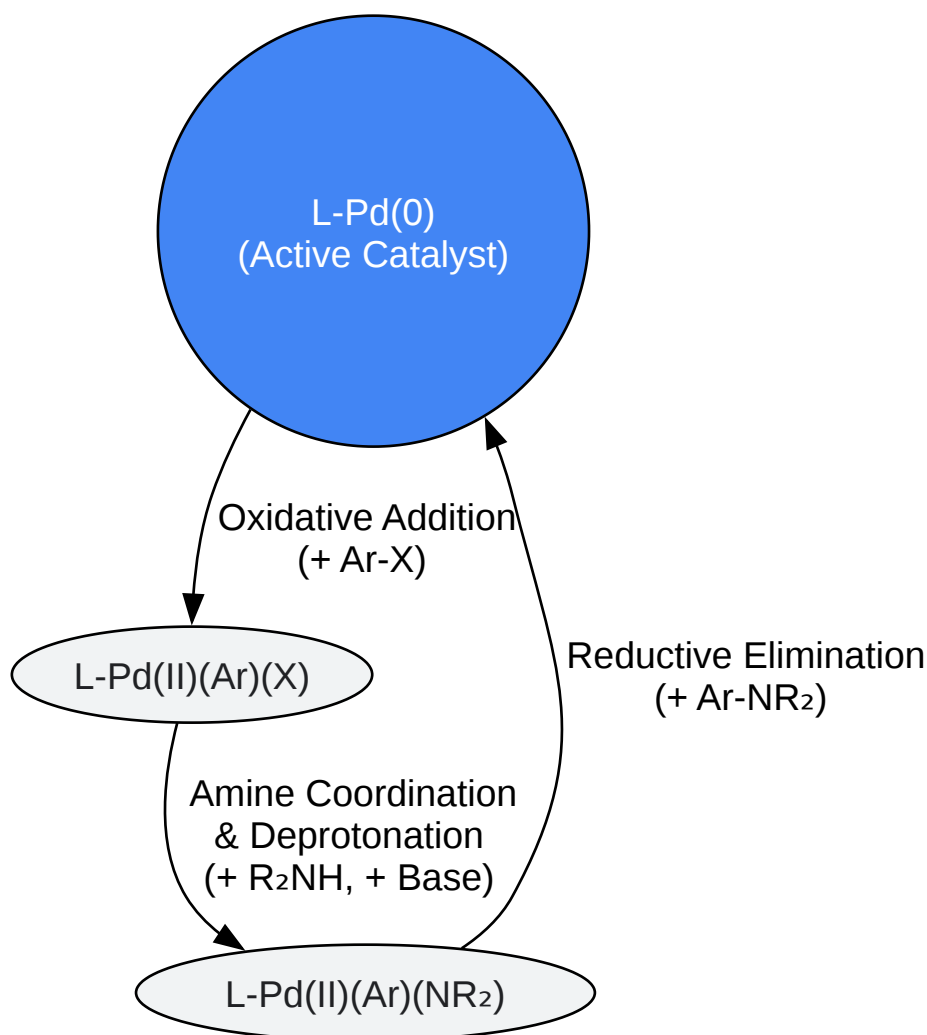 L-Pd(0)
(Active Catalyst)
Oxidative Addition
(+ Ar-X)
L-Pd(II)(Ar)(X)
Reductive Elimination
(+ Ar-NR₂)
Amine Coordination
& Deprotonation
(+ R₂NH, + Base)
L-Pd(II)(Ar)(NR₂)